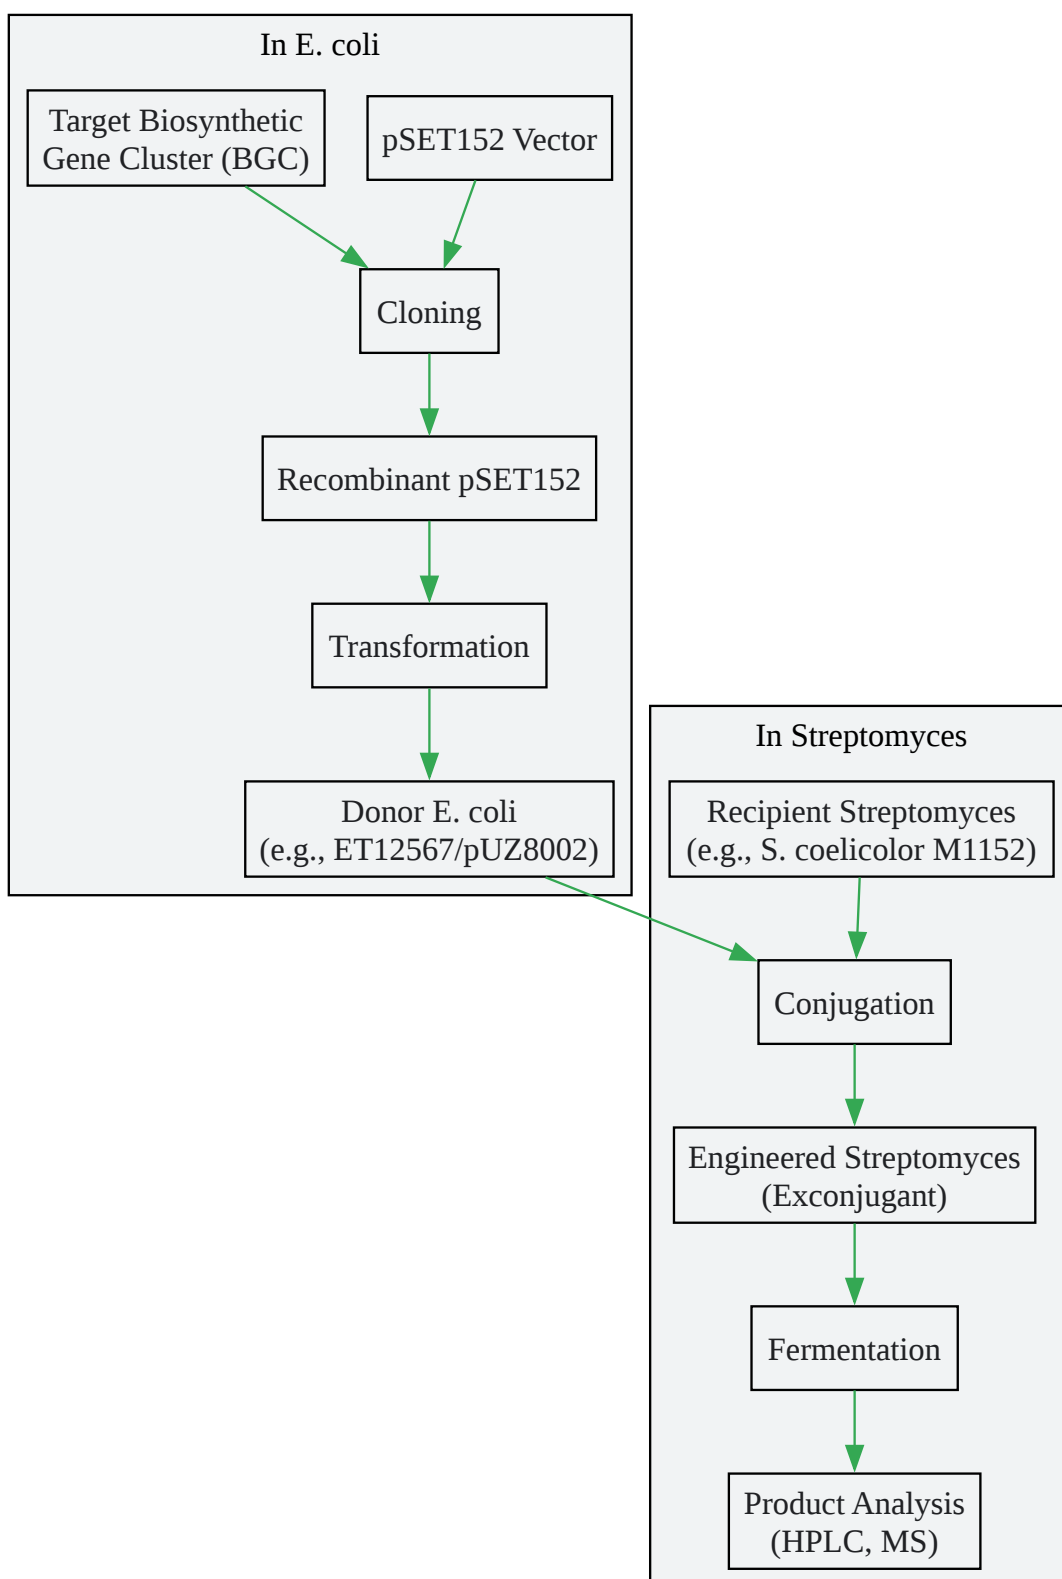 In E. coli
Target Biosynthetic
Gene Cluster (BGC)
pSET152 Vector
Cloning
Recombinant pSET152
Transformation
Donor E. coli
(e.g., ET12567/pUZ8002)
In Streptomyces
Recipient Streptomyces
(e.g., S. coelicolor M1152)
Conjugation
Engineered Streptomyces
(Exconjugant)
Fermentation
Product Analysis
(HPLC, MS)